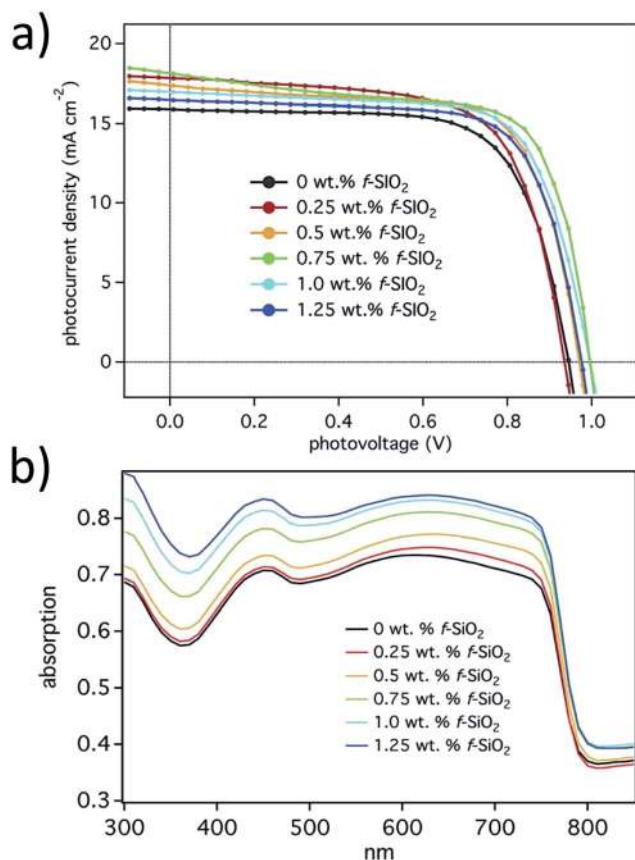 a)
20
15
10
5
0
photocurrent density (mA cm⁻²)
0 wt.% f-SIO₂
0.25 wt.% f-SIO₂
0.5 wt.% f-SIO₂
0.75 wt. % f-SIO₂
1.0 wt.% f-SIO₂
1.25 wt.% f-SIO₂
0.0 0.2 0.4 0.6 0.8 1.0
photovoltage (V)
b)
0.8
0.7
0.6
0.5
0.4
0.3
absorption
0 wt. % f-SiO₂
0.25 wt. % f-SiO₂
0.5 wt. % f-SiO₂
0.75 wt. % f-SiO₂
1.0 wt. % f-SiO₂
1.25 wt. % f-SiO₂
300 400 500 600 700 800
nm